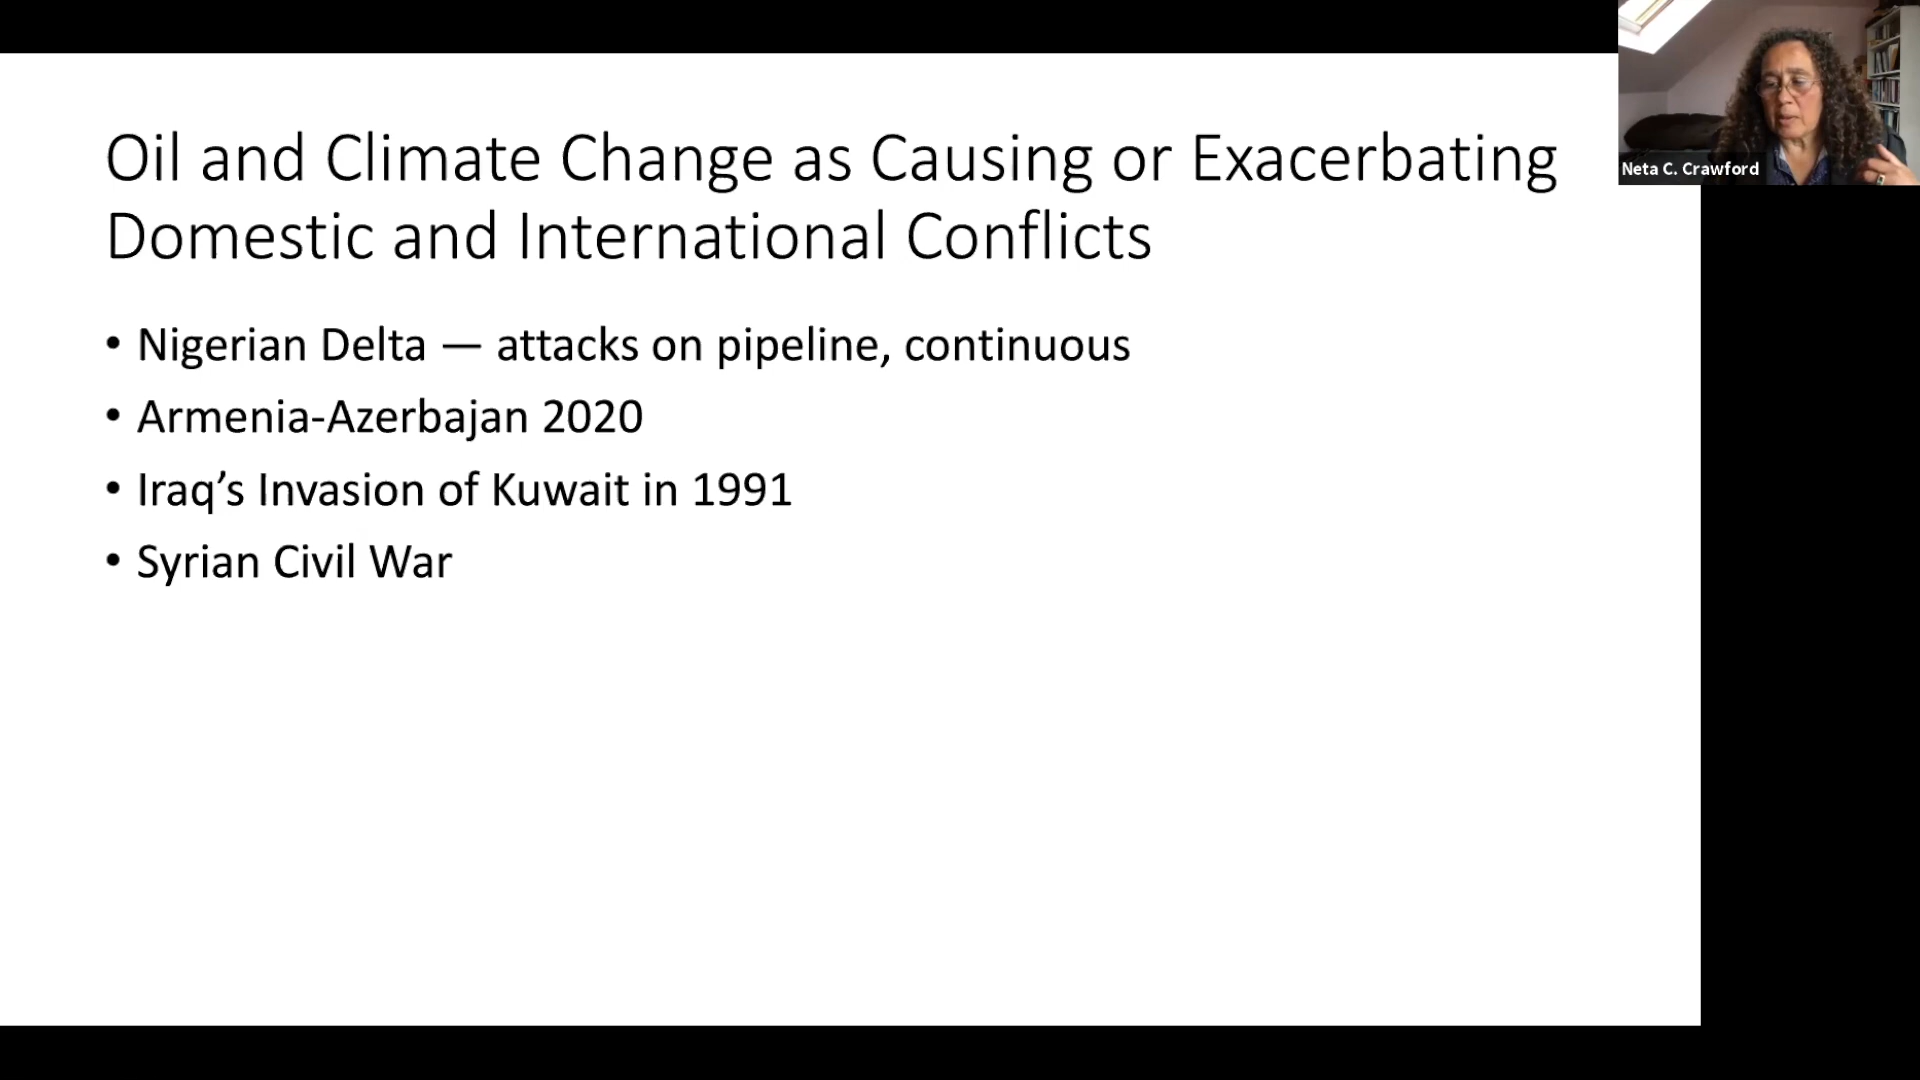 Oil and Climate Change as Causing or Exacerbating
Domestic and International Conflicts
• Nigerian Delta — attacks on pipeline, continuous
• Armenia-Azerbajan 2020
• Iraq’s Invasion of Kuwait in 1991
• Syrian Civil War
Neta C. Crawford